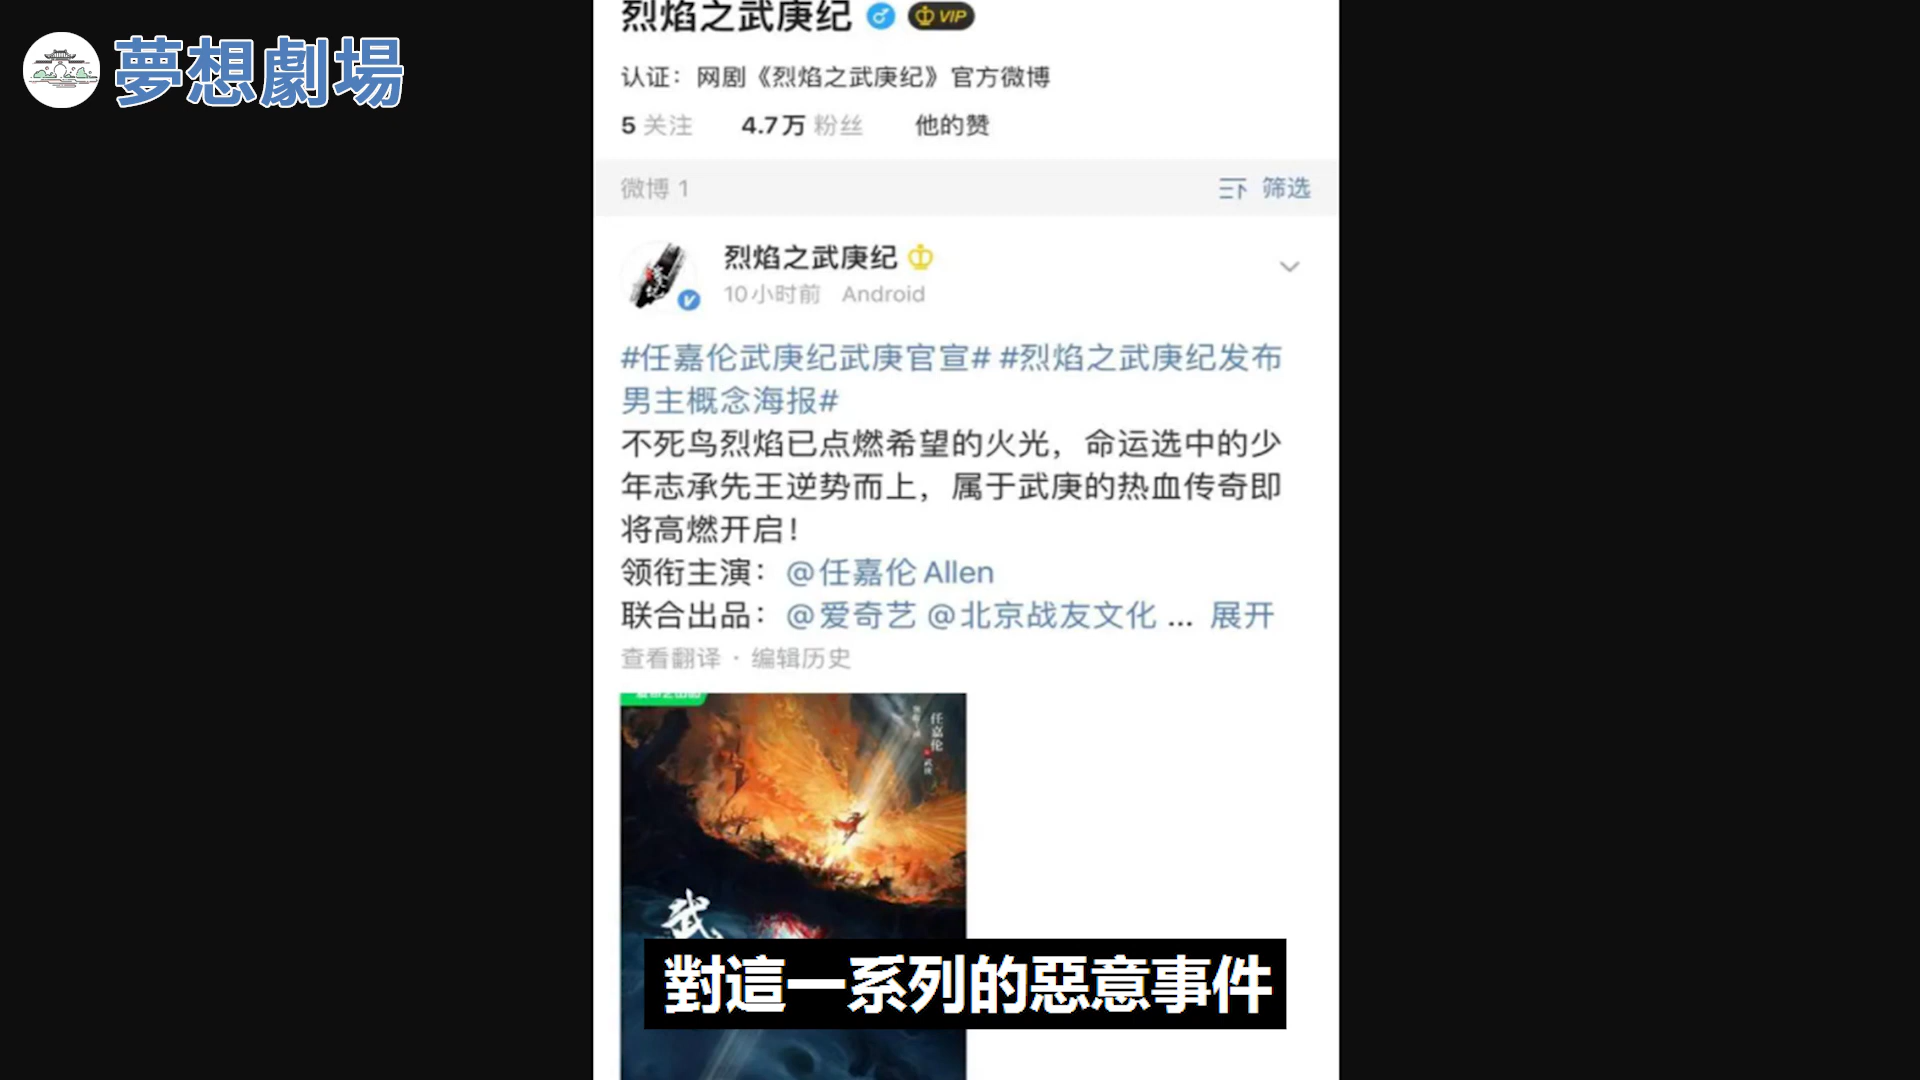 夢想劇場
烈焰之武庚纪 VIP
认证：网剧《烈焰之武庚纪》官方微博
5 关注 4.7万 粉丝 他的赞
微博 1 筛选
烈焰之武庚纪
10小时前 Android
#任嘉伦武庚纪武庚官宣# #烈焰之武庚纪发布
男主概念海报#
不死鸟烈焰已点燃希望的火光，命运选中的少
年志承先王逆势而上，属于武庚的热血传奇即
将高燃开启！
领衔主演：@任嘉伦Allen
联合出品：@爱奇艺 @北京战友文化 ... 展开
查看翻译 · 编辑历史
任嘉伦
武庚
武
對這一系列的惡意事件